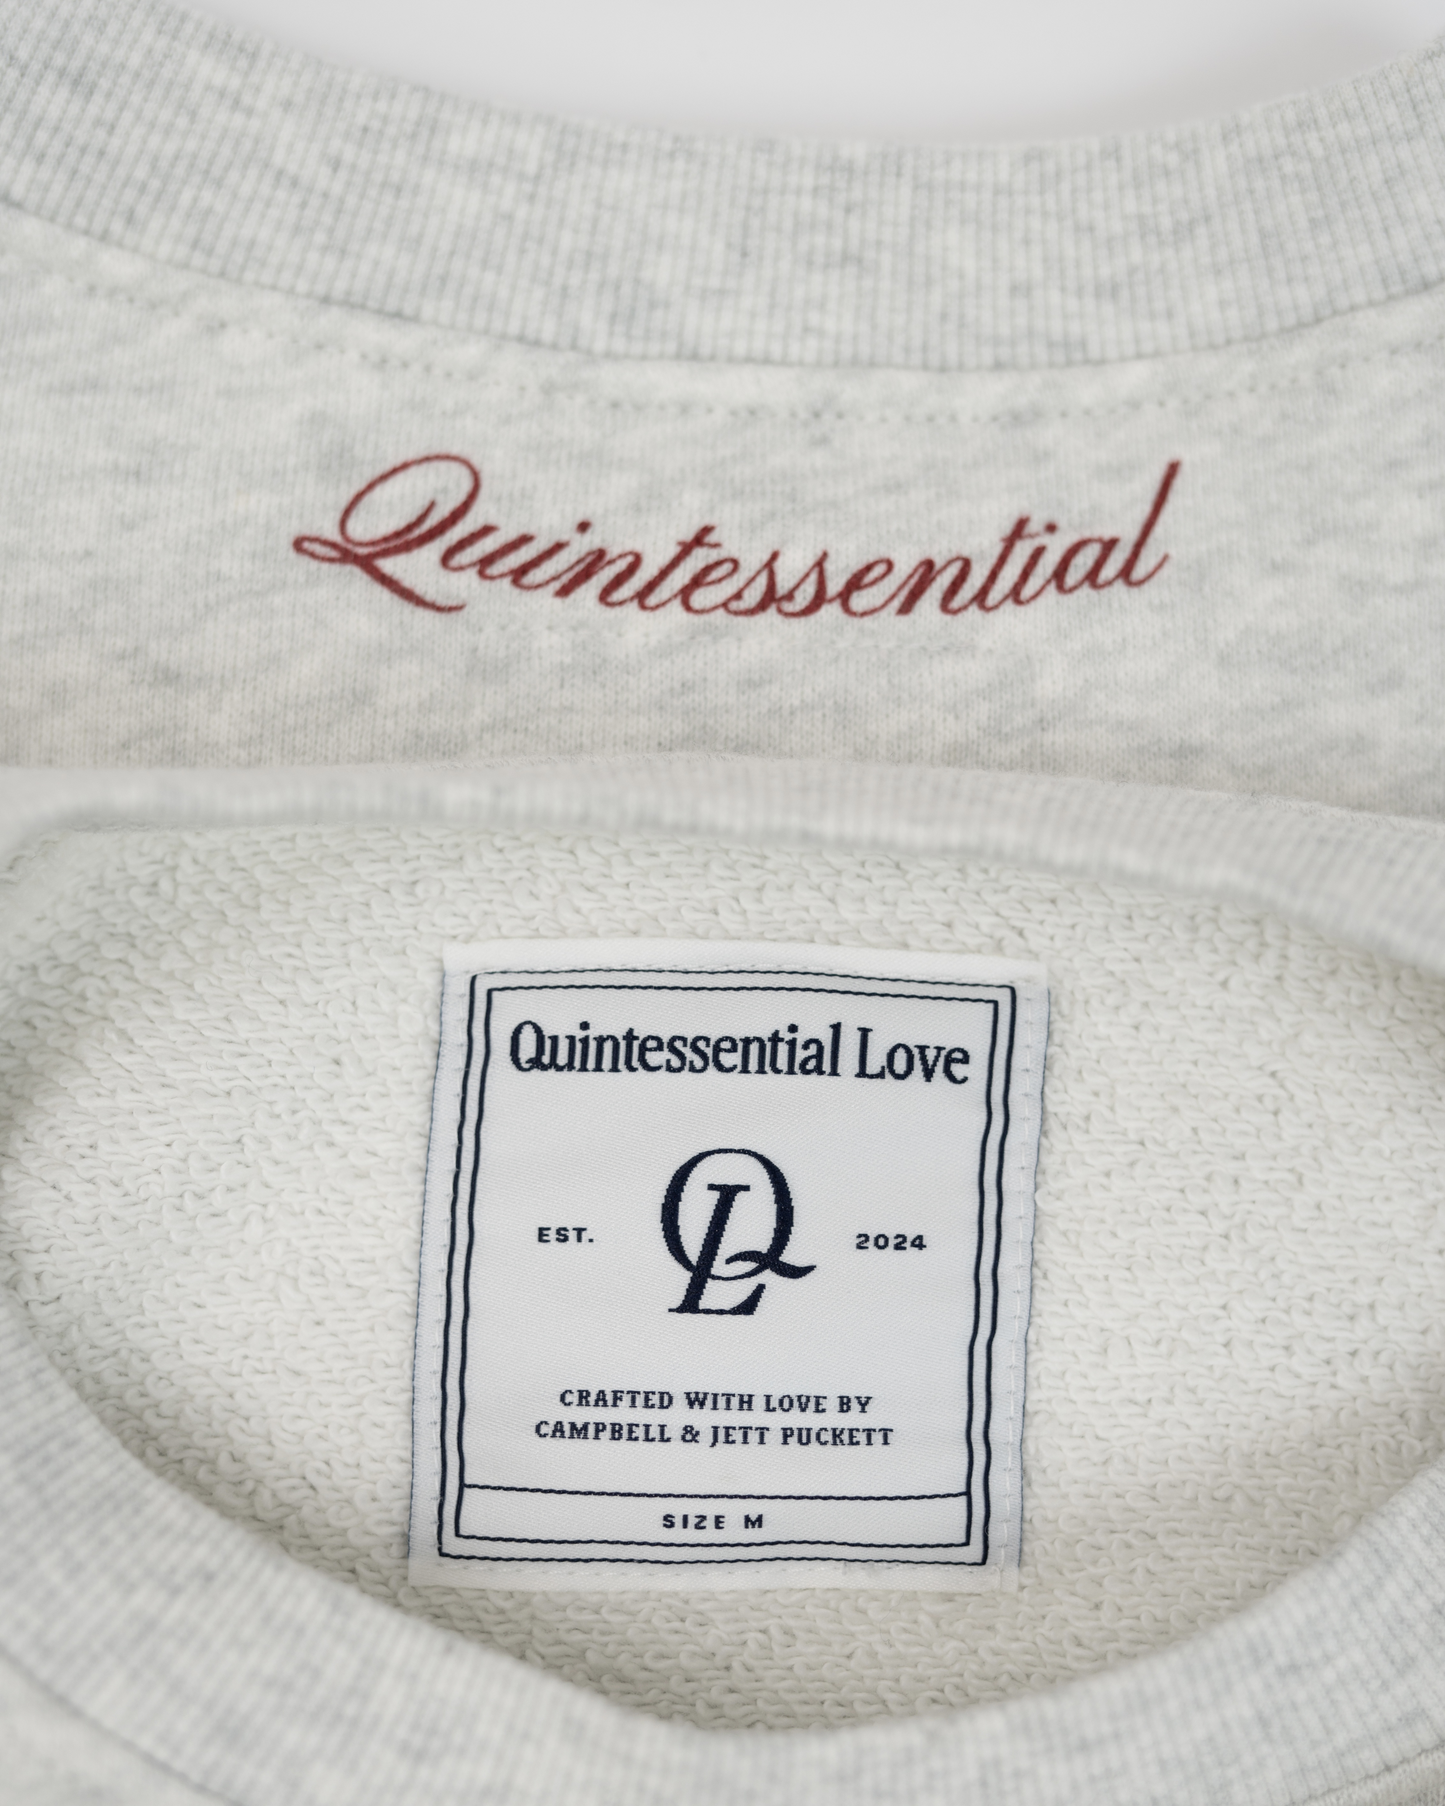 Quintessential
Quintessential Love
QL
EST. 2024
CRAFTED WITH LOVE BY
CAMPBELL & JETT PUCKETT
SIZE M